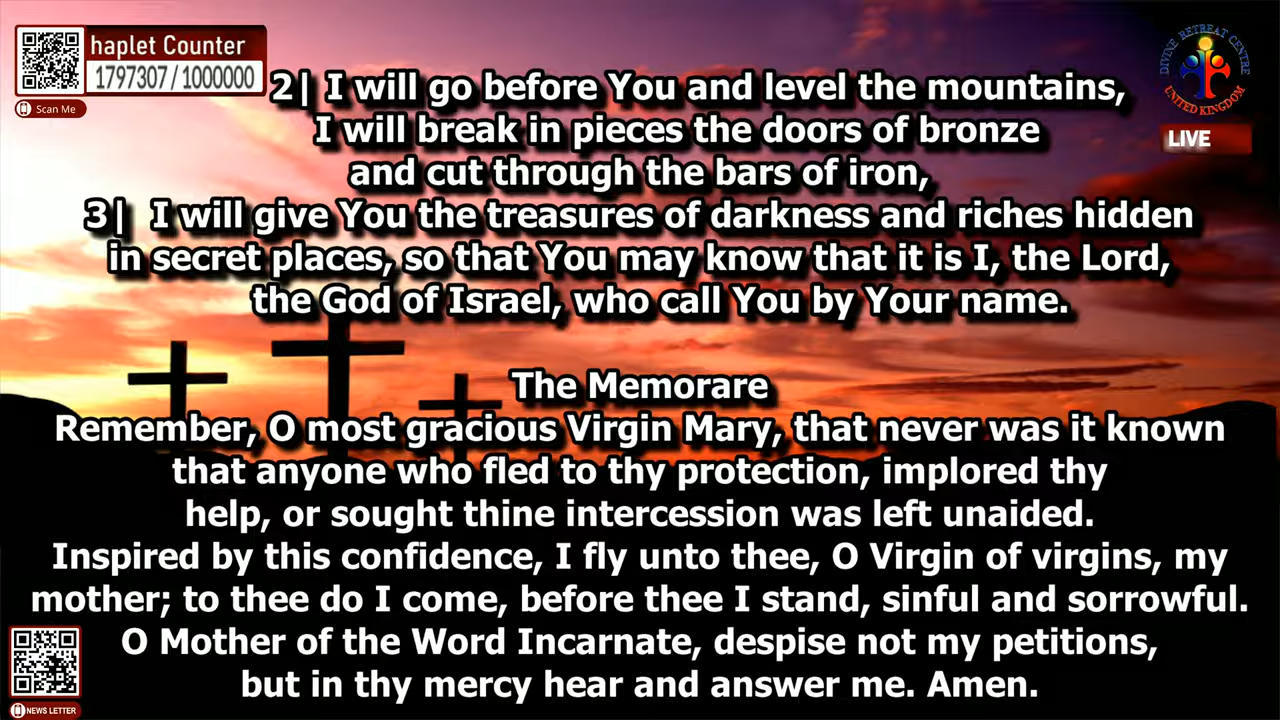 haplet Counter
1797307/1000000
Scan Me
DIVINE RETREAT CENTRE
UNITED KINGDOM
LIVE
2| I will go before You and level the mountains,
I will break in pieces the doors of bronze
and cut through the bars of iron,
3| I will give You the treasures of darkness and riches hidden
in secret places, so that You may know that it is I, the Lord,
the God of Israel, who call You by Your name.
The Memorare
Remember, O most gracious Virgin Mary, that never was it known
that anyone who fled to thy protection, implored thy
help, or sought thine intercession was left unaided.
Inspired by this confidence, I fly unto thee, O Virgin of virgins, my
mother; to thee do I come, before thee I stand, sinful and sorrowful.
O Mother of the Word Incarnate, despise not my petitions,
but in thy mercy hear and answer me. Amen.
NEWS LETTER